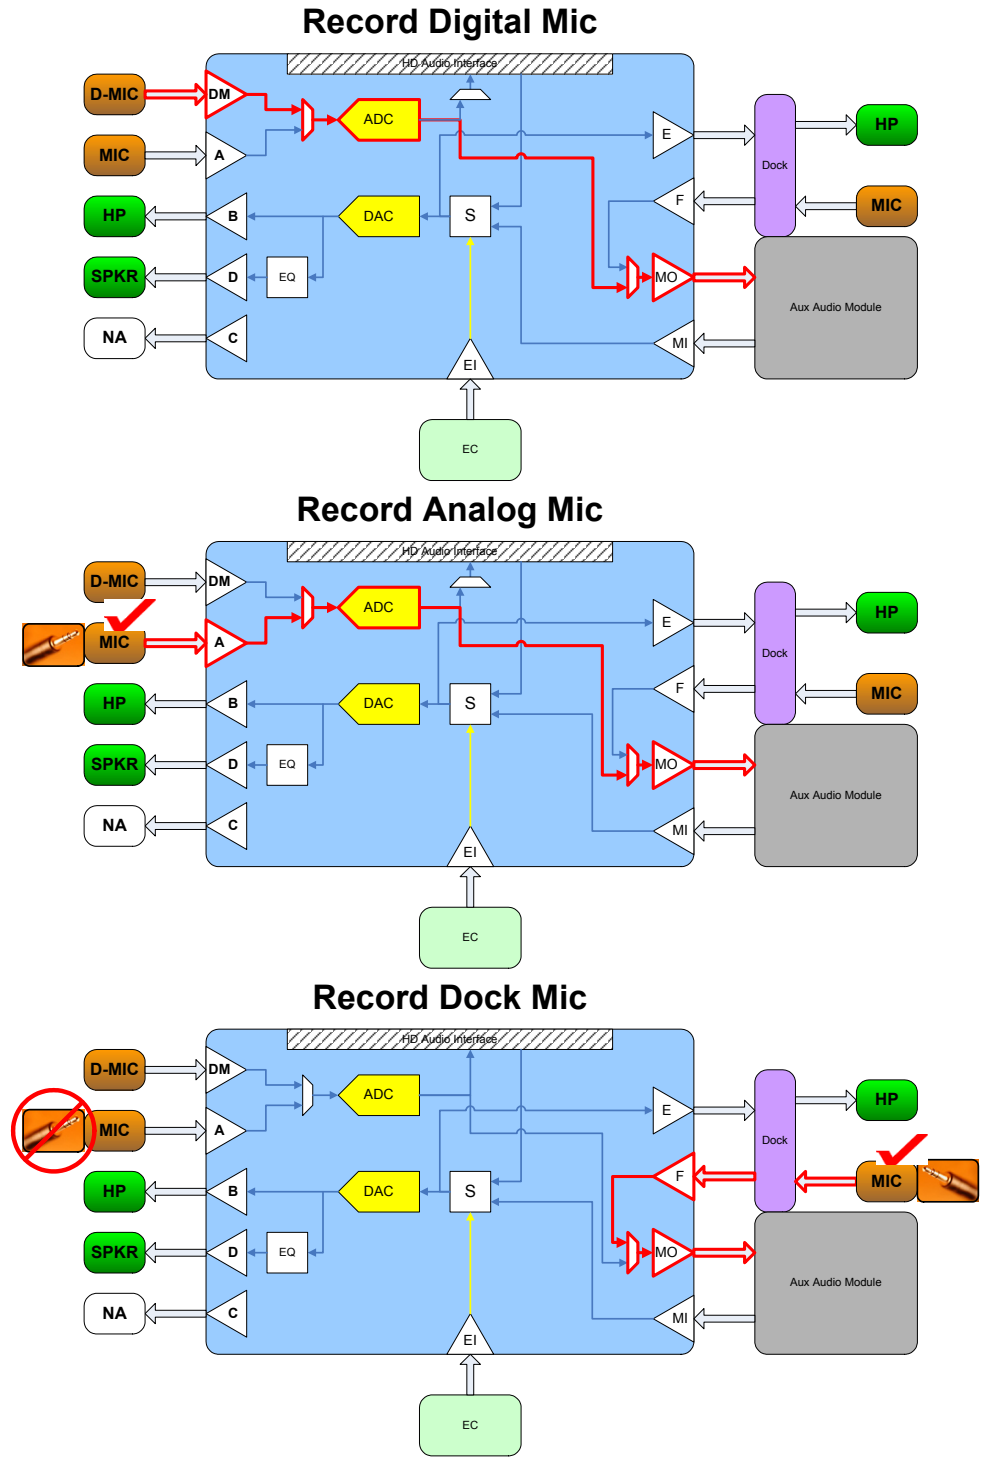 Record Digital Mic
HD Audio Interface
D-MIC
DM
ADC
HP
MIC
A
E
Dock
HP
B
DAC
S
F
MIC
SPKR
D
EQ
MO
Aux Audio Module
NA
C
MI
EI
EC
Record Analog Mic
HD Audio Interface
D-MIC
DM
ADC
HP
MIC
A
E
Dock
HP
B
DAC
S
F
MIC
SPKR
D
EQ
MO
Aux Audio Module
NA
C
MI
EI
EC
Record Dock Mic
HD Audio Interface
D-MIC
DM
ADC
HP
MIC
A
E
Dock
HP
B
DAC
S
F
MIC
SPKR
D
EQ
MO
Aux Audio Module
NA
C
MI
EI
EC